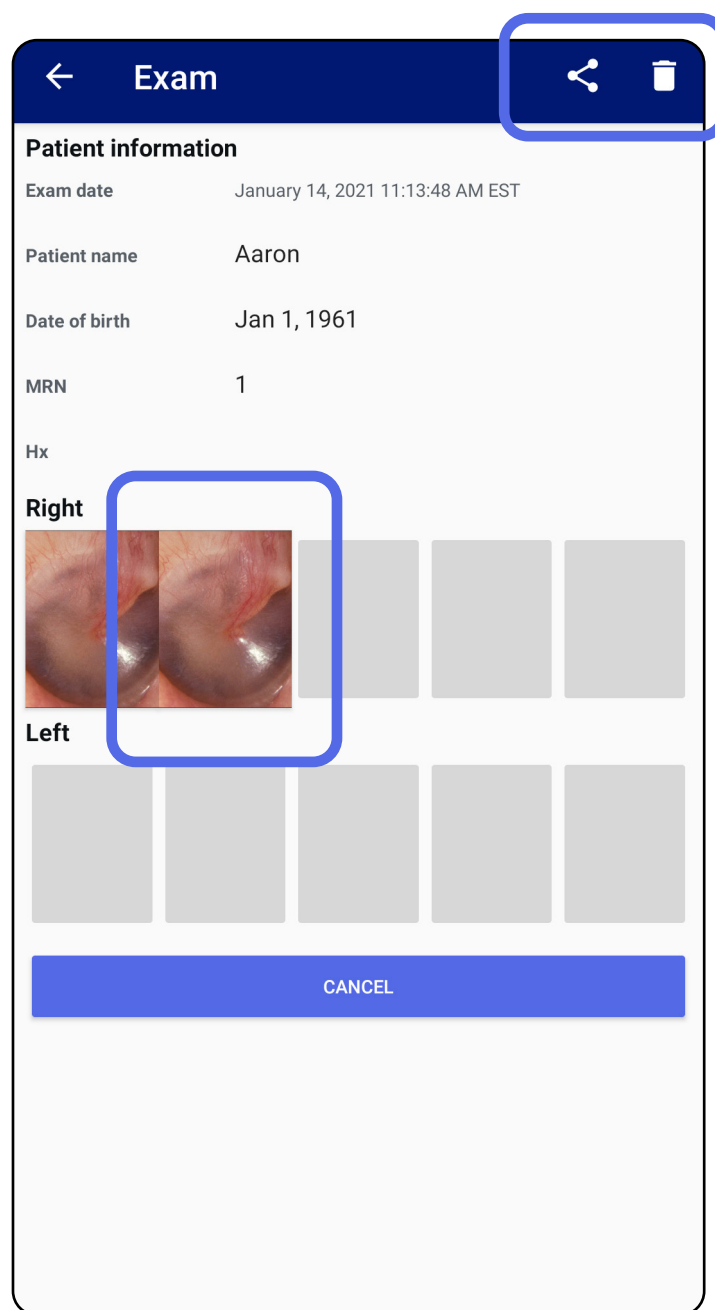 Exam
Patient information
Exam date January 14, 2021 11:13:48 AM EST
Patient name Aaron
Date of birth Jan 1, 1961
MRN 1
Hx
Right
Left
CANCEL